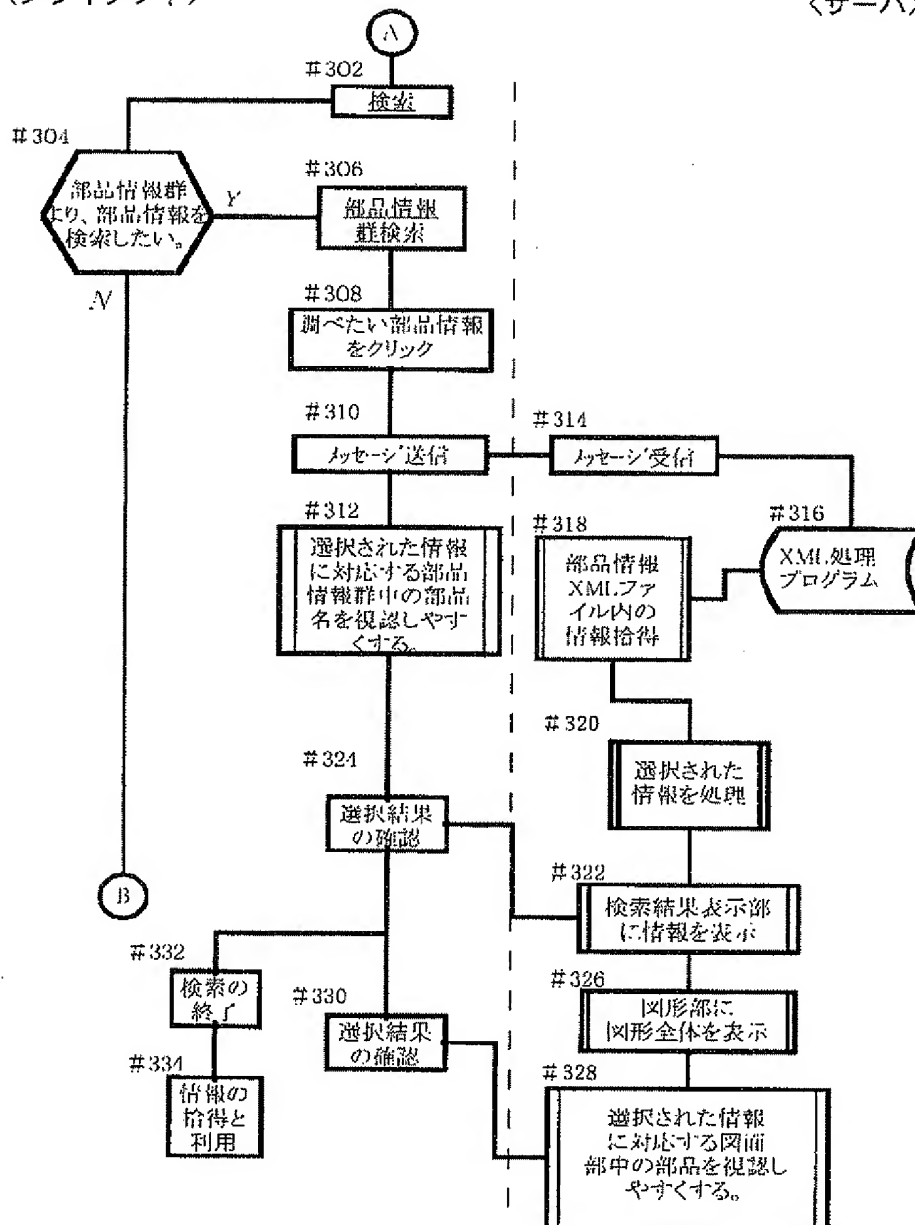 〈サーバ〉
A
#302
検索
#304
部品情報群
より、部品情報を
検索したい。
Y
N
#306
部品情報
群検索
#308
調べたい部品情報
をクリック
#310
メッセージ送信
#314
メッセージ受信
#312
選択された情報
に対応する部品
情報群中の部品
名を視認しやす
くする。
#316
XML処理
プログラム
#318
部品情報
XMLファ
イル内の
情報拾得
#320
選択された
情報を処理
#324
選択結果
の確認
#322
検索結果表示部
に情報を表示
B
#332
検索の
終了
#330
選択結果
の確認
#326
図形部に
図形全体を表示
#334
情報の
拾得と
利用
#328
選択された情報
に対応する図面
部中の部品を視認し
やすくする。